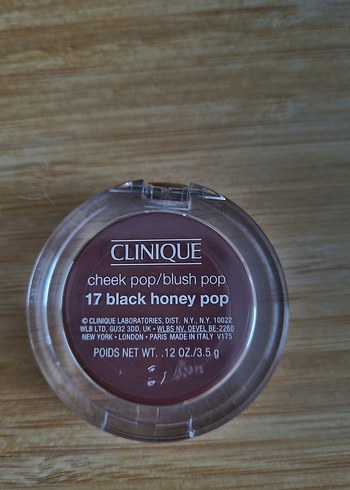 CLINIQUE
cheek pop/blush pop
17 black honey pop
© CLINIQUE LABORATORIES, DIST. N.Y., N.Y. 10022
WLB LTD, GU32 3DD, UK • WLBS NV, OEVEL BE-2260
NEW YORK • LONDON • PARIS MADE IN ITALY V175
POIDS NET WT. .12 OZ./3.5 g